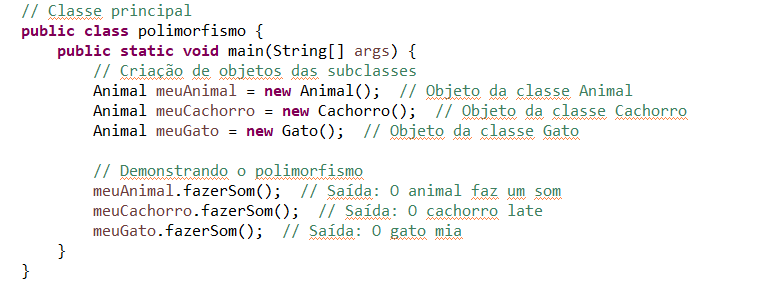 // Classe principal
public class polimorfismo {
    public static void main(String[] args) {
        // Criação de objetos das subclasses
        Animal meuAnimal = new Animal();  // Objeto da classe Animal
        Animal meuCachorro = new Cachorro();  // Objeto da classe Cachorro
        Animal meuGato = new Gato();  // Objeto da classe Gato

        // Demonstrando o polimorfismo
        meuAnimal.fazerSom();  // Saída: O animal faz um som
        meuCachorro.fazerSom();  // Saída: O cachorro late
        meuGato.fazerSom();  // Saída: O gato mia
    }
}